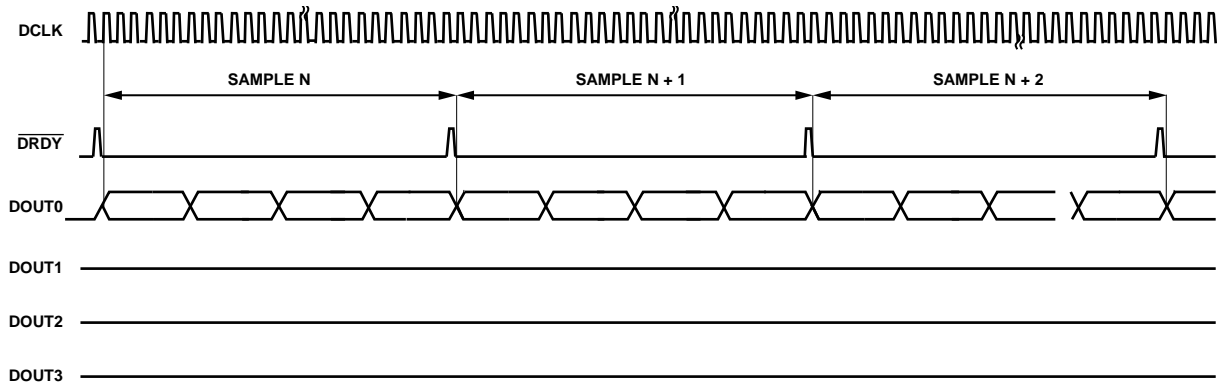 DCLK
SAMPLE N
SAMPLE N + 1
SAMPLE N + 2
DRDY
DOUT0
DOUT1
DOUT2
DOUT3